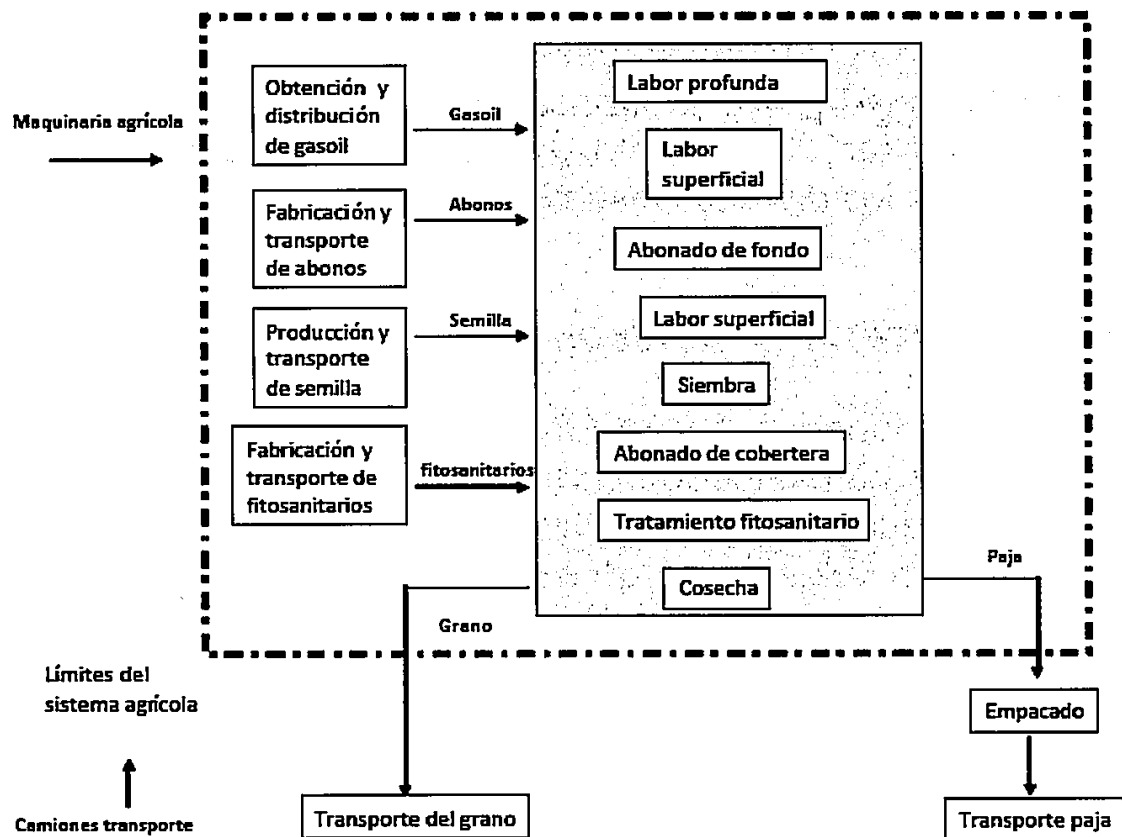 Maquinaria agrícola
Obtención y
distribución
de gasoil
Gasoil
Fabricación y
transporte
de abonos
Abonos
Producción y
transporte
de semilla
Semilla
Fabricación y
transporte de
fitosanitarios
fitosanitarios
Labor profunda
Labor
superficial
Abonado de fondo
Labor superficial
Siembra
Abonado de cobertera
Tratamiento fitosanitario
Cosecha
Grano
Paja
Límites del
sistema agrícola
Empacado
Camiones transporte
Transporte del grano
Transporte paja